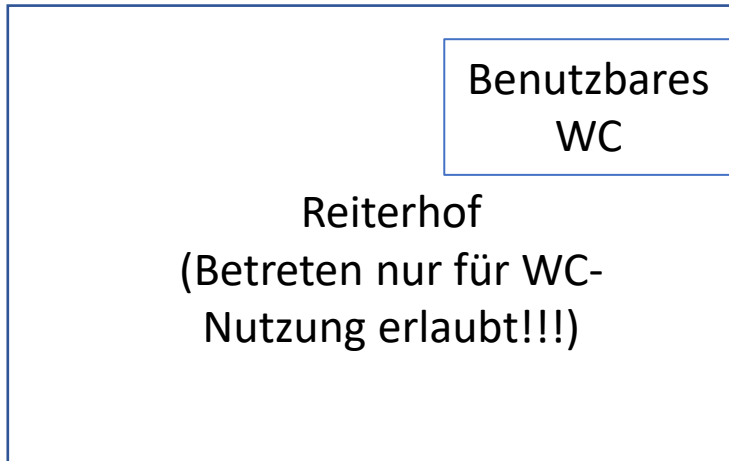 Benutzbares
WC
Reiterhof
(Betreten nur für WC-
Nutzung erlaubt!!!)